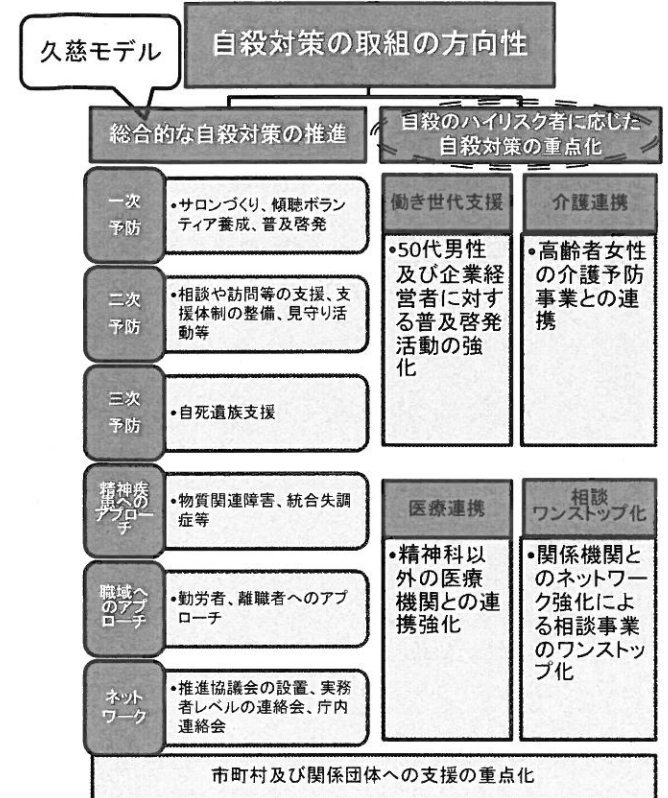 久慈モデル
自殺対策の取組の方向性
総合的な自殺対策の推進
自殺のハイリスク者に応じた
自殺対策の重点化
一次
予防
•サロンづくり、傾聴ボラン
ティア養成、普及啓発
二次
予防
•相談や訪問等の支援、支
援体制の整備、見守り活
動等
三次
予防
•自死遺族支援
精神疾
患への
アプロー
チ
•物質関連障害、統合失調
症等
職域へ
のアプ
ローチ
•勤労者、離職者へのアプ
ローチ
ネット
ワーク
•推進協議会の設置、実務
者レベルの連絡会、庁内
連絡会
働き世代支援
•50代男性
及び企業経
営者に対す
る普及啓発
活動の強
化
介護連携
•高齢者女性
の介護予防
事業との連
携
医療連携
•精神科以
外の医療
機関との連
携強化
相談
ワンストップ化
•関係機関と
のネットワー
ク強化によ
る相談事業
のワンストッ
プ化
市町村及び関係団体への支援の重点化